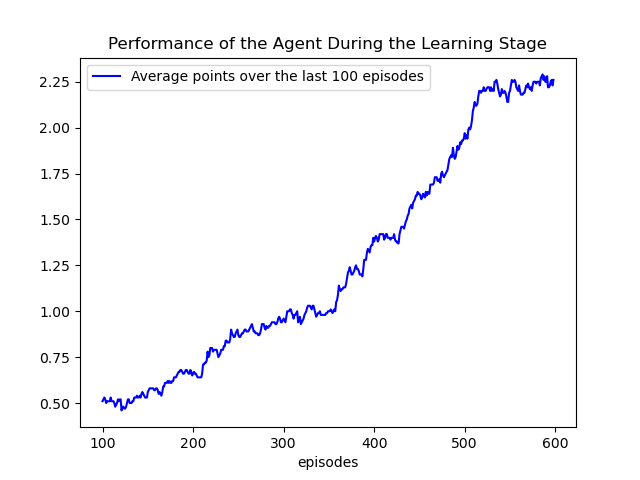 Performance of the Agent During the Learning Stage
Average points over the last 100 episodes
2.25
2.00
1.75
1.50
1.25
1.00
0.75
0.50
100 200 300 400 500 600
episodes